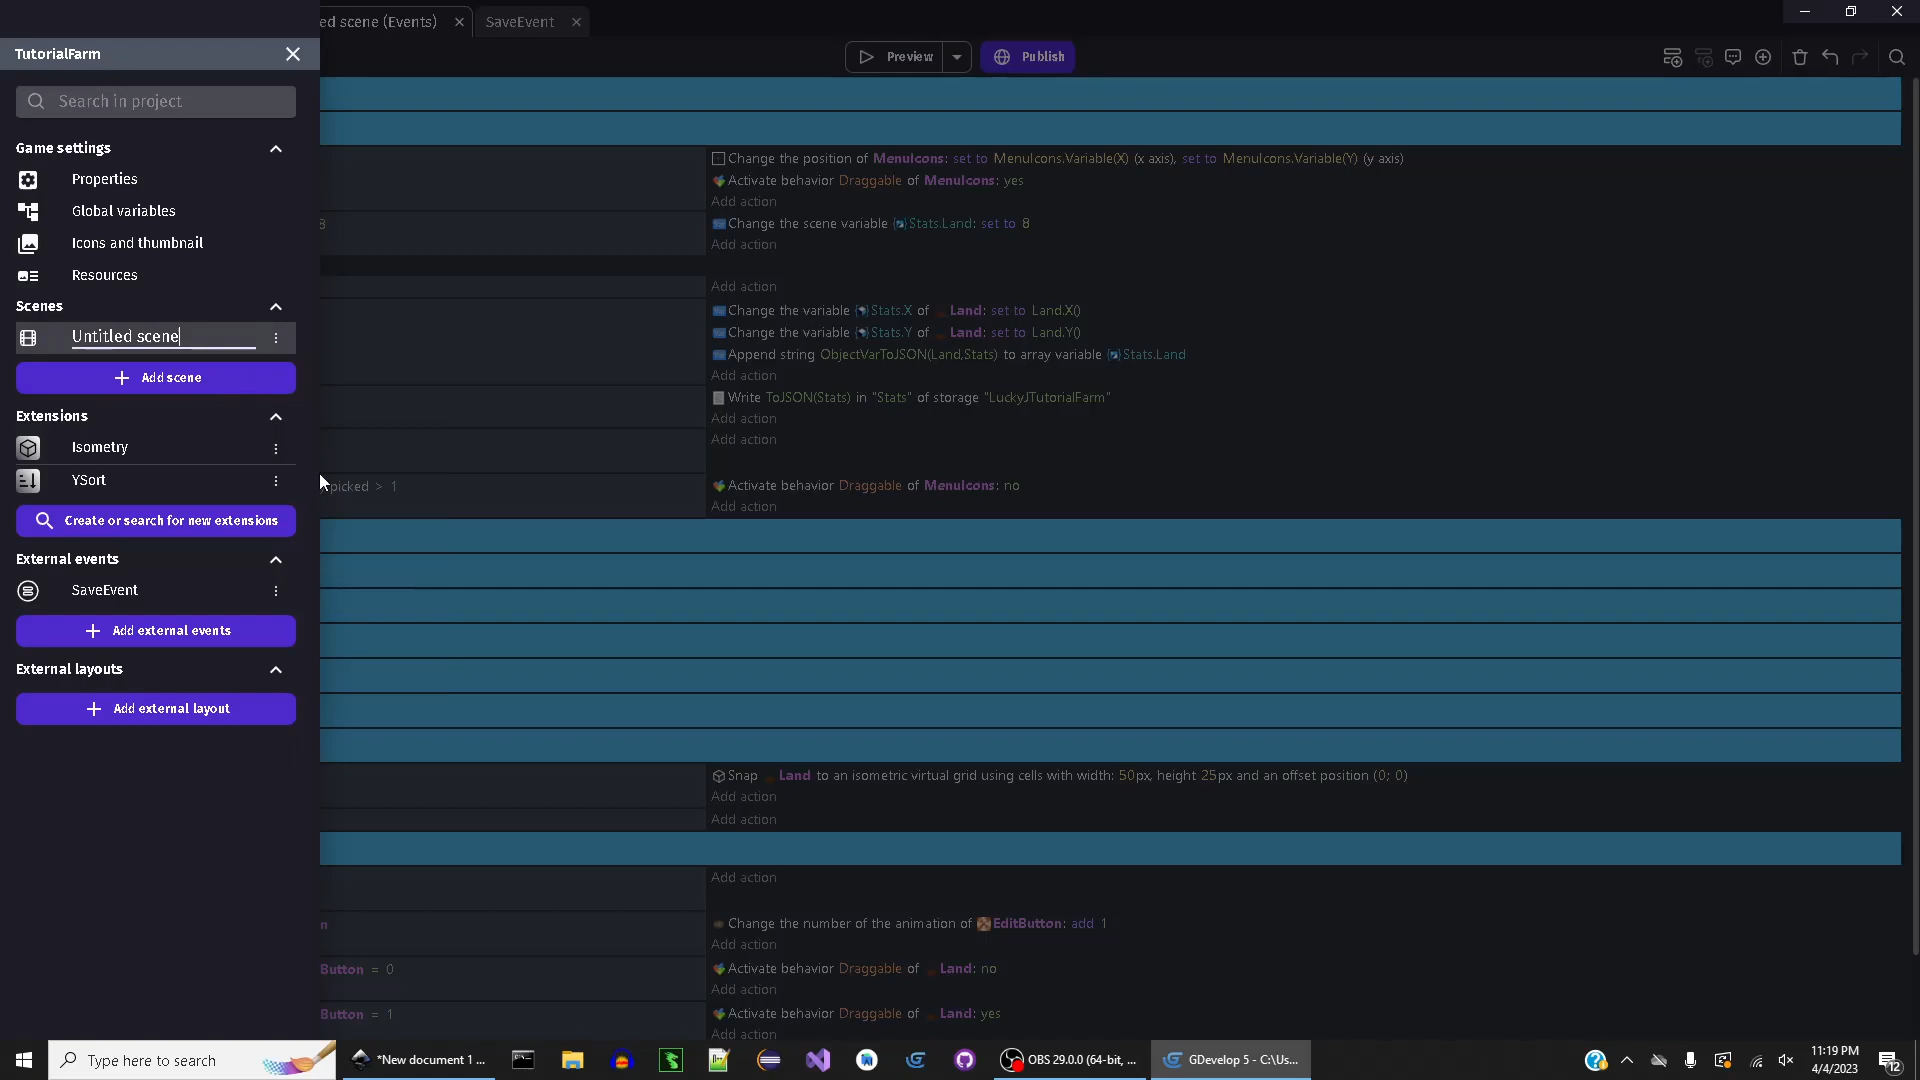 ed scene (Events)
SaveEvent
TutorialFarm
Preview
Publish
Search in project
Game settings
Properties
Global variables
Icons and thumbnail
Resources
Scenes
Untitled scene
Add scene
Extensions
Isometry
YSort
Create or search for new extensions
External events
SaveEvent
Add external events
External layouts
Add external layout
Change the position of MenuIcons: set to MenuIcons.Variable(X) (x axis), set to MenuIcons.Variable(Y) (y axis)
Activate behavior Draggable of MenuIcons: yes
Add action
8
Change the scene variable Stats.Land: set to 8
Add action
Add action
Change the variable Stats.X of Land: set to Land.X()
Change the variable Stats.Y of Land: set to Land.Y()
Append string ObjectVarToJSON(Land,Stats) to array variable Stats.Land
Add action
Write ToJSON(Stats) in "Stats" of storage "LuckyJTutorialFarm"
Add action
Add action
picked > 1
Activate behavior Draggable of MenuIcons: no
Add action
Snap Land to an isometric virtual grid using cells with width: 50px, height 25px and an offset position (0; 0)
Add action
Add action
Add action
n
Change the number of the animation of EditButton: add 1
Add action
Button = 0
Activate behavior Draggable of Land: no
Add action
Button = 1
Activate behavior Draggable of Land: yes
Add action
Type here to search
*New document 1 ...
OBS 29.0.0 (64-bit, ...
GDevelop 5 - C:\Us...
11:19 PM
4/4/2023
12